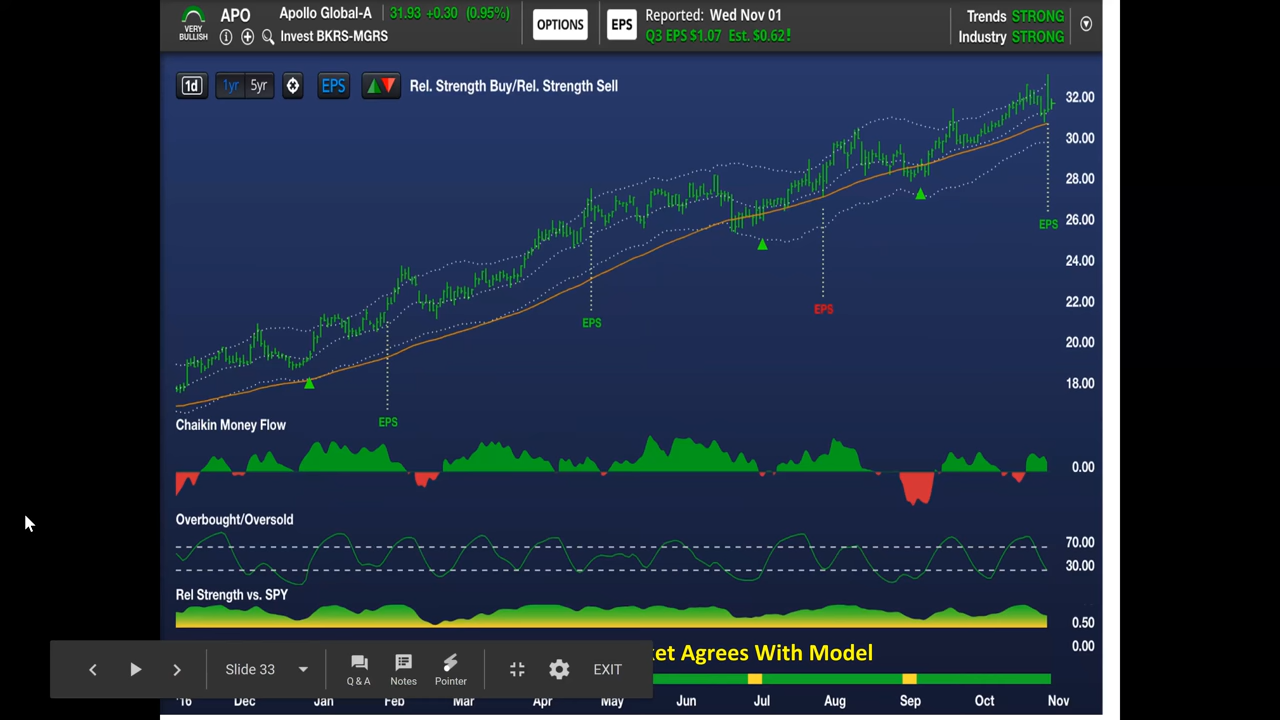 VERY
BULLISH
APO
Apollo Global-A 31.93 +0.30 (0.95%)
Invest BKRS-MGRS
OPTIONS
EPS
Reported: Wed Nov 01
Q3 EPS $1.07 Est. $0.62!
Trends STRONG
Industry STRONG
1d 1yr 5yr EPS Rel. Strength Buy/Rel. Strength Sell
32.00
30.00
28.00
26.00
24.00
22.00
20.00
18.00
EPS
EPS
EPS
EPS
Chaikin Money Flow
0.00
Overbought/Oversold
70.00
30.00
Rel Strength vs. SPY
0.50
0.00
ket Agrees With Model
Slide 33
Q & A
Notes
Pointer
EXIT
'16 Dec Jan Feb Mar Apr May Jun Jul Aug Sep Oct Nov